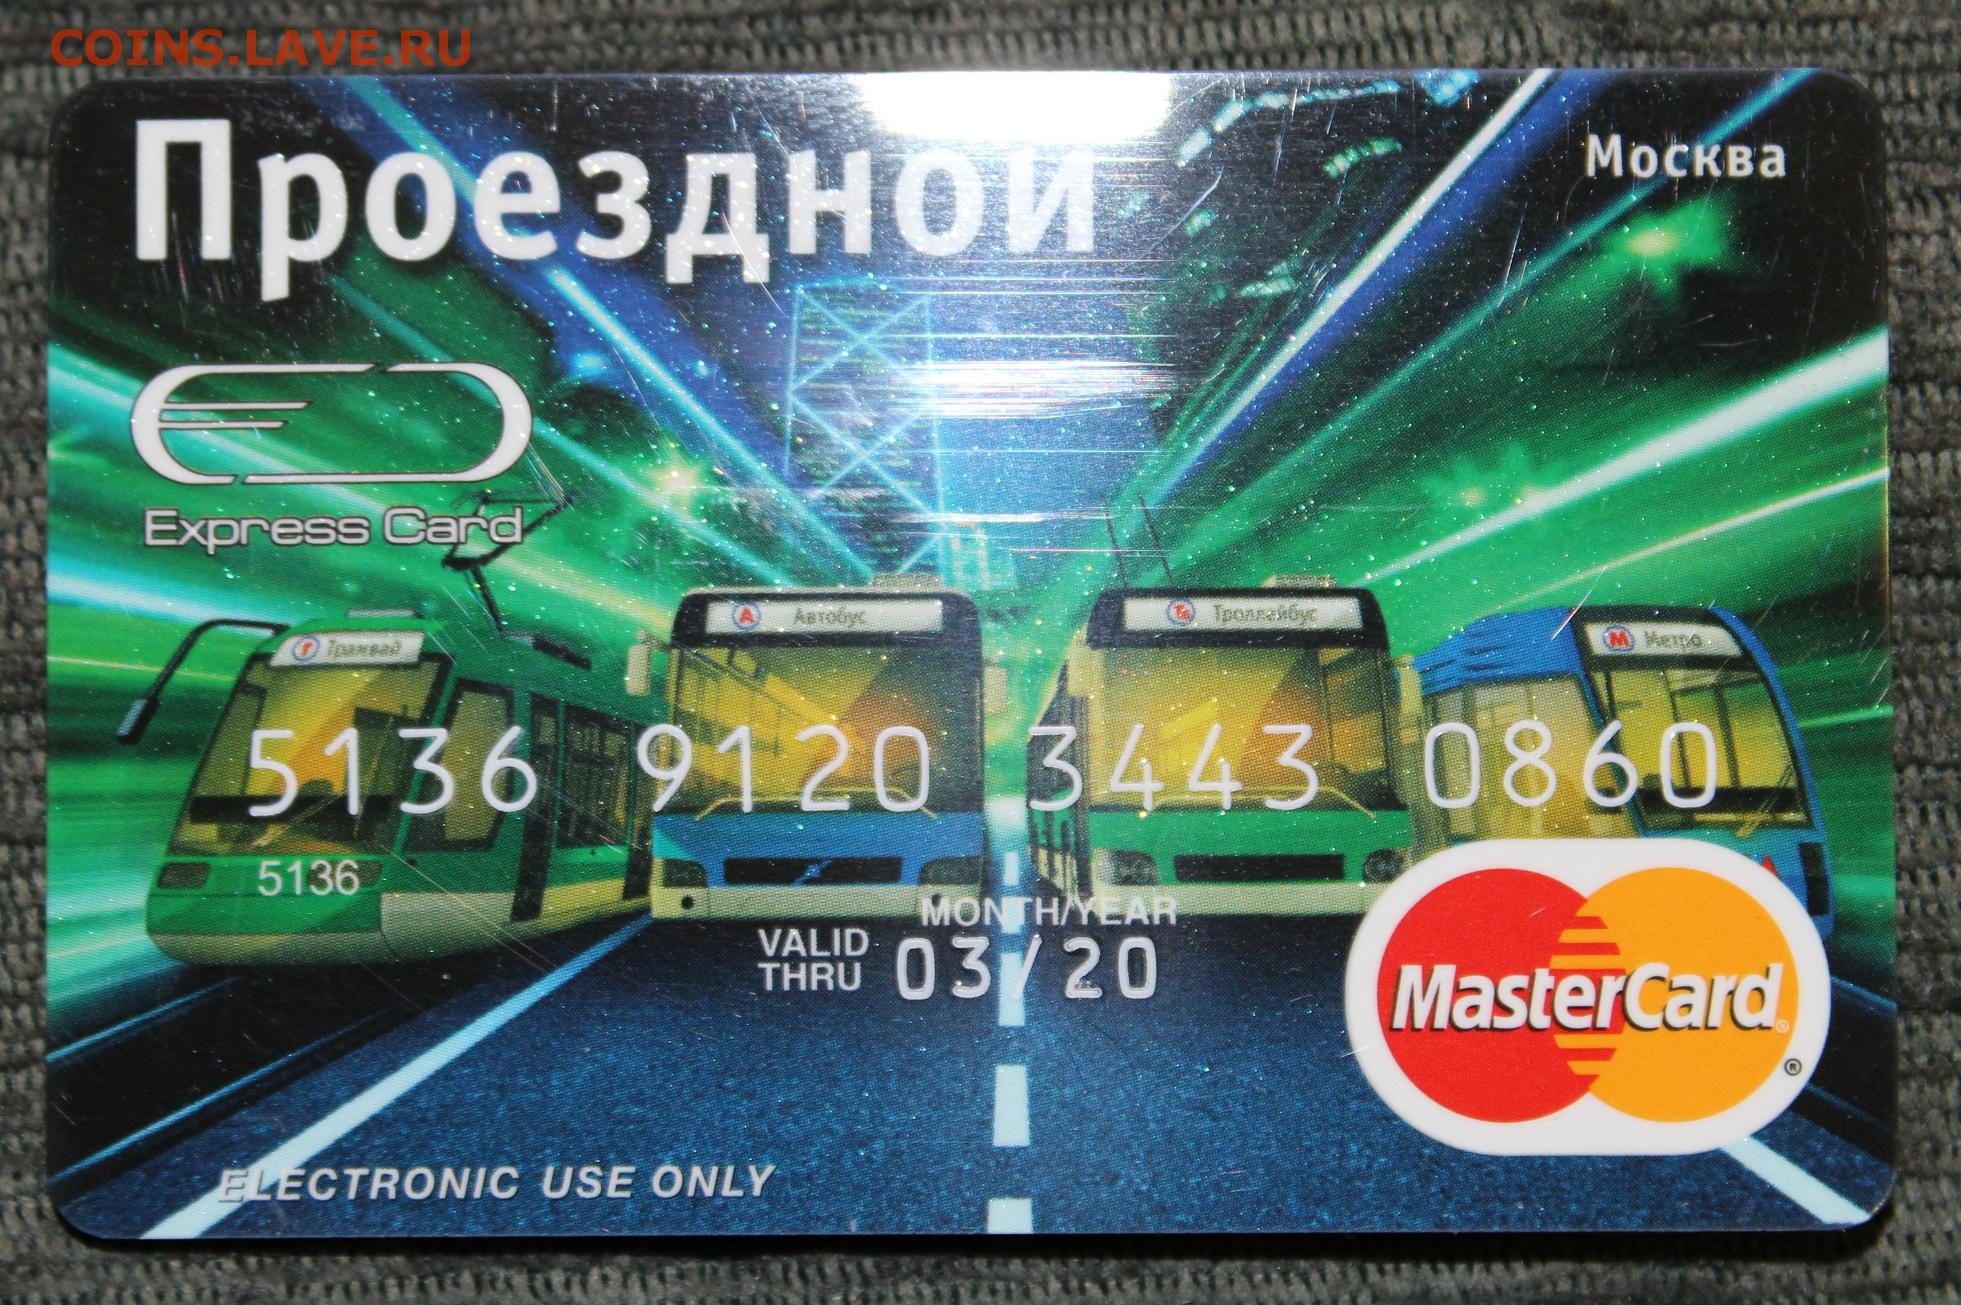 COINS.LAVE.RU
Проездной
Москва
Express Card
Т Трамвай
А Автобус
Тб Троллейбус
М Метро
5136 9120 3443 0860
5136
MONTH/YEAR
VALID THRU 03/20
MasterCard®
®
ELECTRONIC USE ONLY